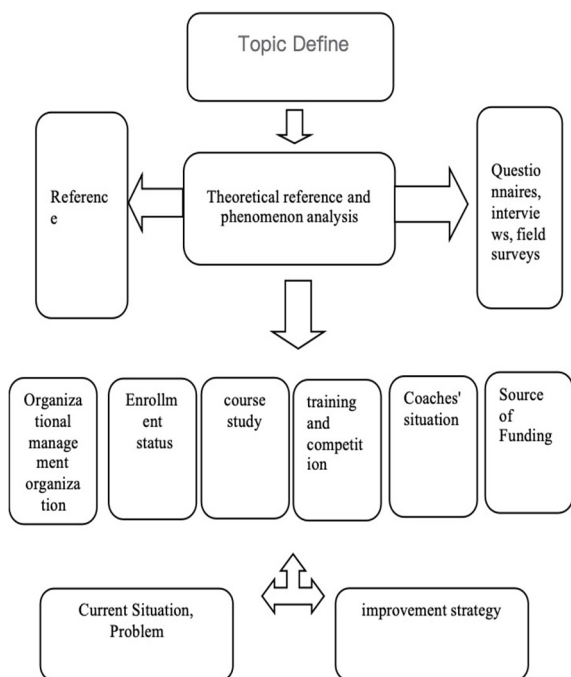 Topic Define
Referenc
e
Theoretical reference and
phenomenon analysis
Questio
nnaires,
intervie
ws, field
surveys
Organiza
tional
manage
ment
organiza
tion
Enrollm
ent
status
course
study
training
and
competit
ion
Coaches'
situation
Source
of
Funding
Current Situation,
Problem
improvement strategy